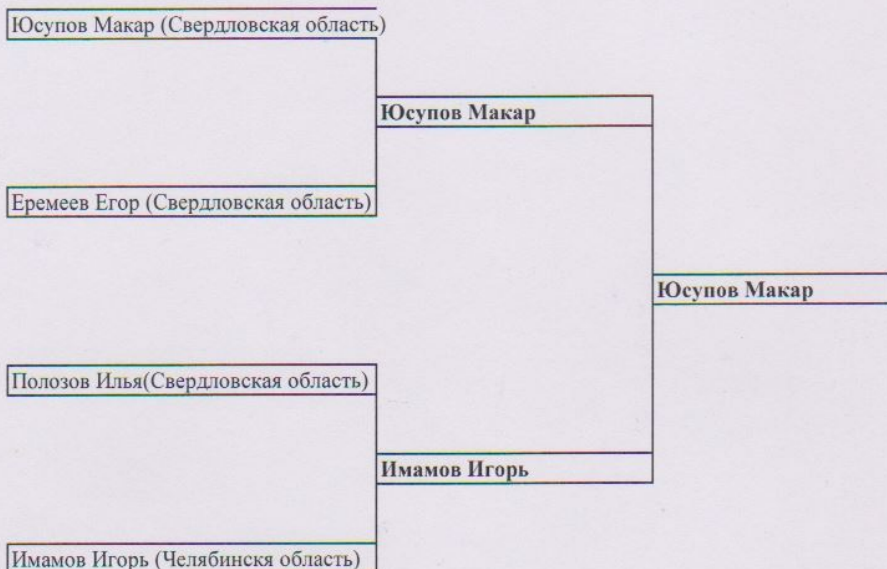 Юсупов Макар (Свердловская область)
Юсупов Макар
Еремеев Егор (Свердловская область)
Юсупов Макар
Полозов Илья(Свердловская область)
Имамов Игорь
Имамов Игорь (Челябинскя область)